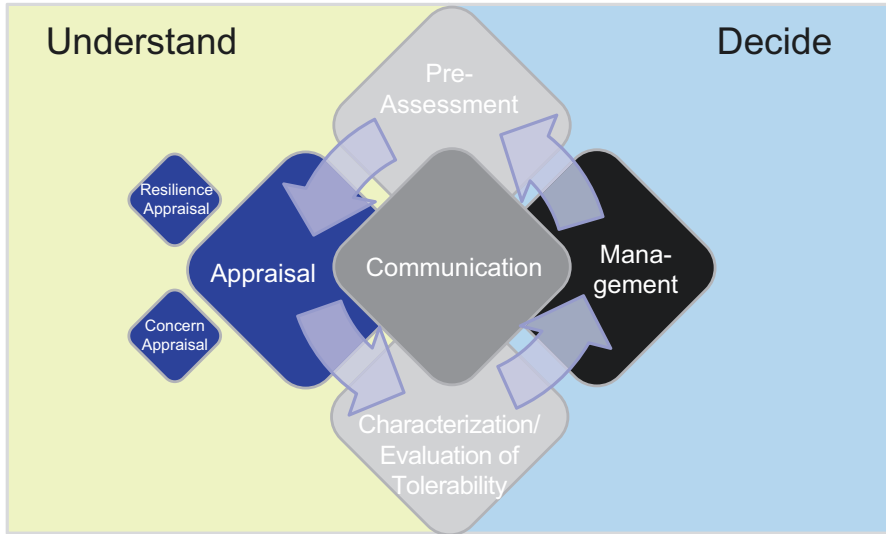 Understand
Decide
Pre-
Assessment
Resilience
Appraisal
Appraisal
Communication
Mana-
gement
Concern
Appraisal
Characterization/
Evaluation of
Tolerability